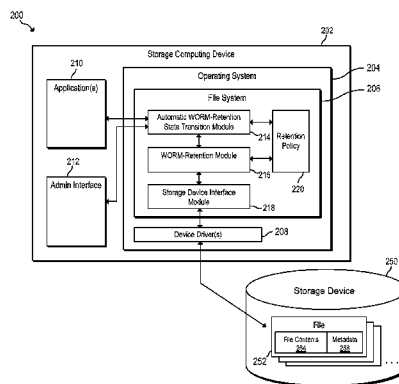 200
202
Storage Computing Device
210
Application(s)
Operating System
204
File System
206
Automatic WORM-Retention
State Transition Module
214
Retention
Policy
220
212
Admin Interface
WORM-Retention Module
216
Storage Device Interface
Module
218
Device Driver(s)
208
250
Storage Device
File
File Contents
254
Metadata
256
252
. . .